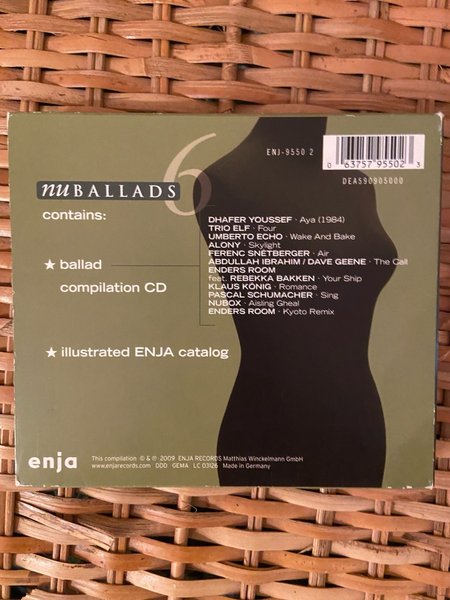 ENJ-9550 2
0 63757 95502 3
DEA590905000
nuBALLADS 6
contains:
DHAFER YOUSSEF · Aya (1984)
TRIO ELF · Four
UMBERTO ECHO · Wake And Bake
ALONY · Skylight
FERENC SNÉTBERGER · Air
ABDULLAH IBRAHIM / DAVE GEENE · The Call
ENDERS ROOM
feat. REBEKKA BAKKEN · Your Ship
KLAUS KÖNIG · Romance
PASCAL SCHUMACHER · Sing
NUBOX · Aisling Gheal
ENDERS ROOM · Kyoto Remix
★ ballad
compilation CD
★ illustrated ENJA catalog
enja
This compilation © & ℗ 2009 ENJA RECORDS Matthias Winckelmann GmbH
www.enjarecords.com DDD GEMA LC 03126 Made in Germany